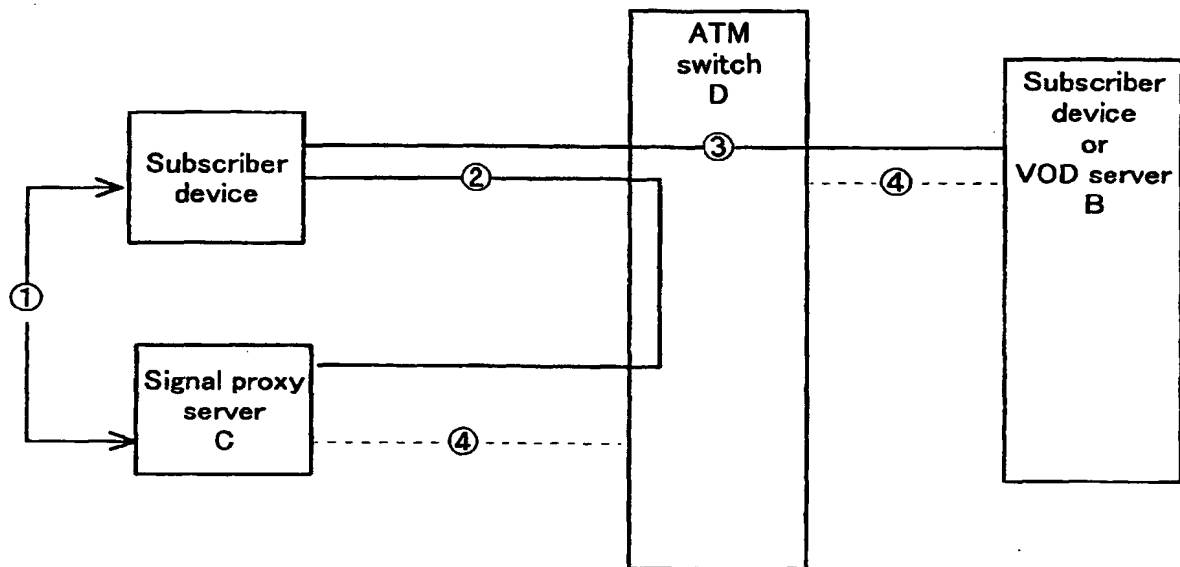 ATM
switch
D
Subscriber
device
or
VOD server
B
Subscriber
device
③
②
④
①
Signal proxy
server
C
④